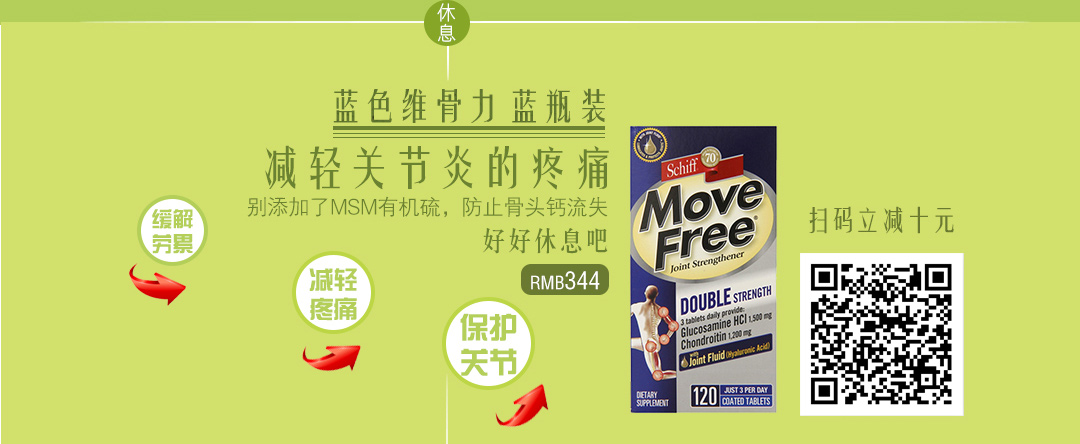 休
息
蓝色维骨力 蓝瓶装
减轻关节炎的疼痛
别添加了MSM有机硫，防止骨头钙流失
好好休息吧
RMB344
缓解
劳累
减轻
疼痛
保护
关节
Schiff
70
Move
Free
Joint Strengthener
DOUBLE STRENGTH
3 tablets daily provide:
Glucosamine HCl 1,500 mg
Chondroitin 1,200 mg
with Joint Fluid (Hyaluronic Acid)
DIETARY
SUPPLEMENT
120
JUST 3 PER DAY
COATED TABLETS
扫码立减十元